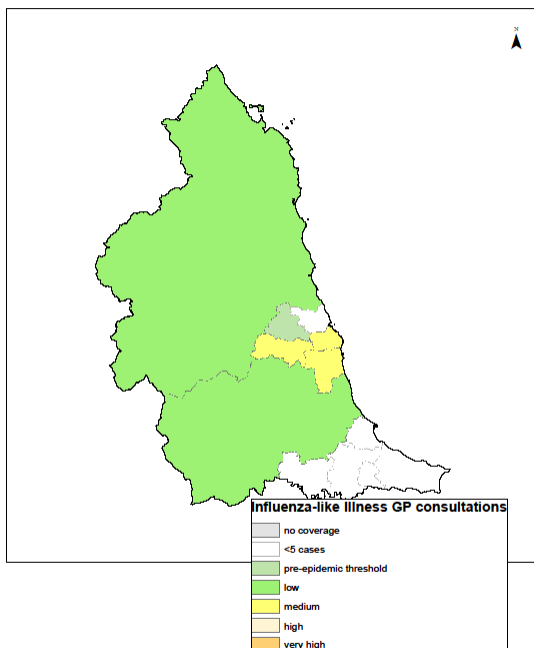 N
Influenza-like Illness GP consultations
no coverage
<5 cases
pre-epidemic threshold
low
medium
high
very high